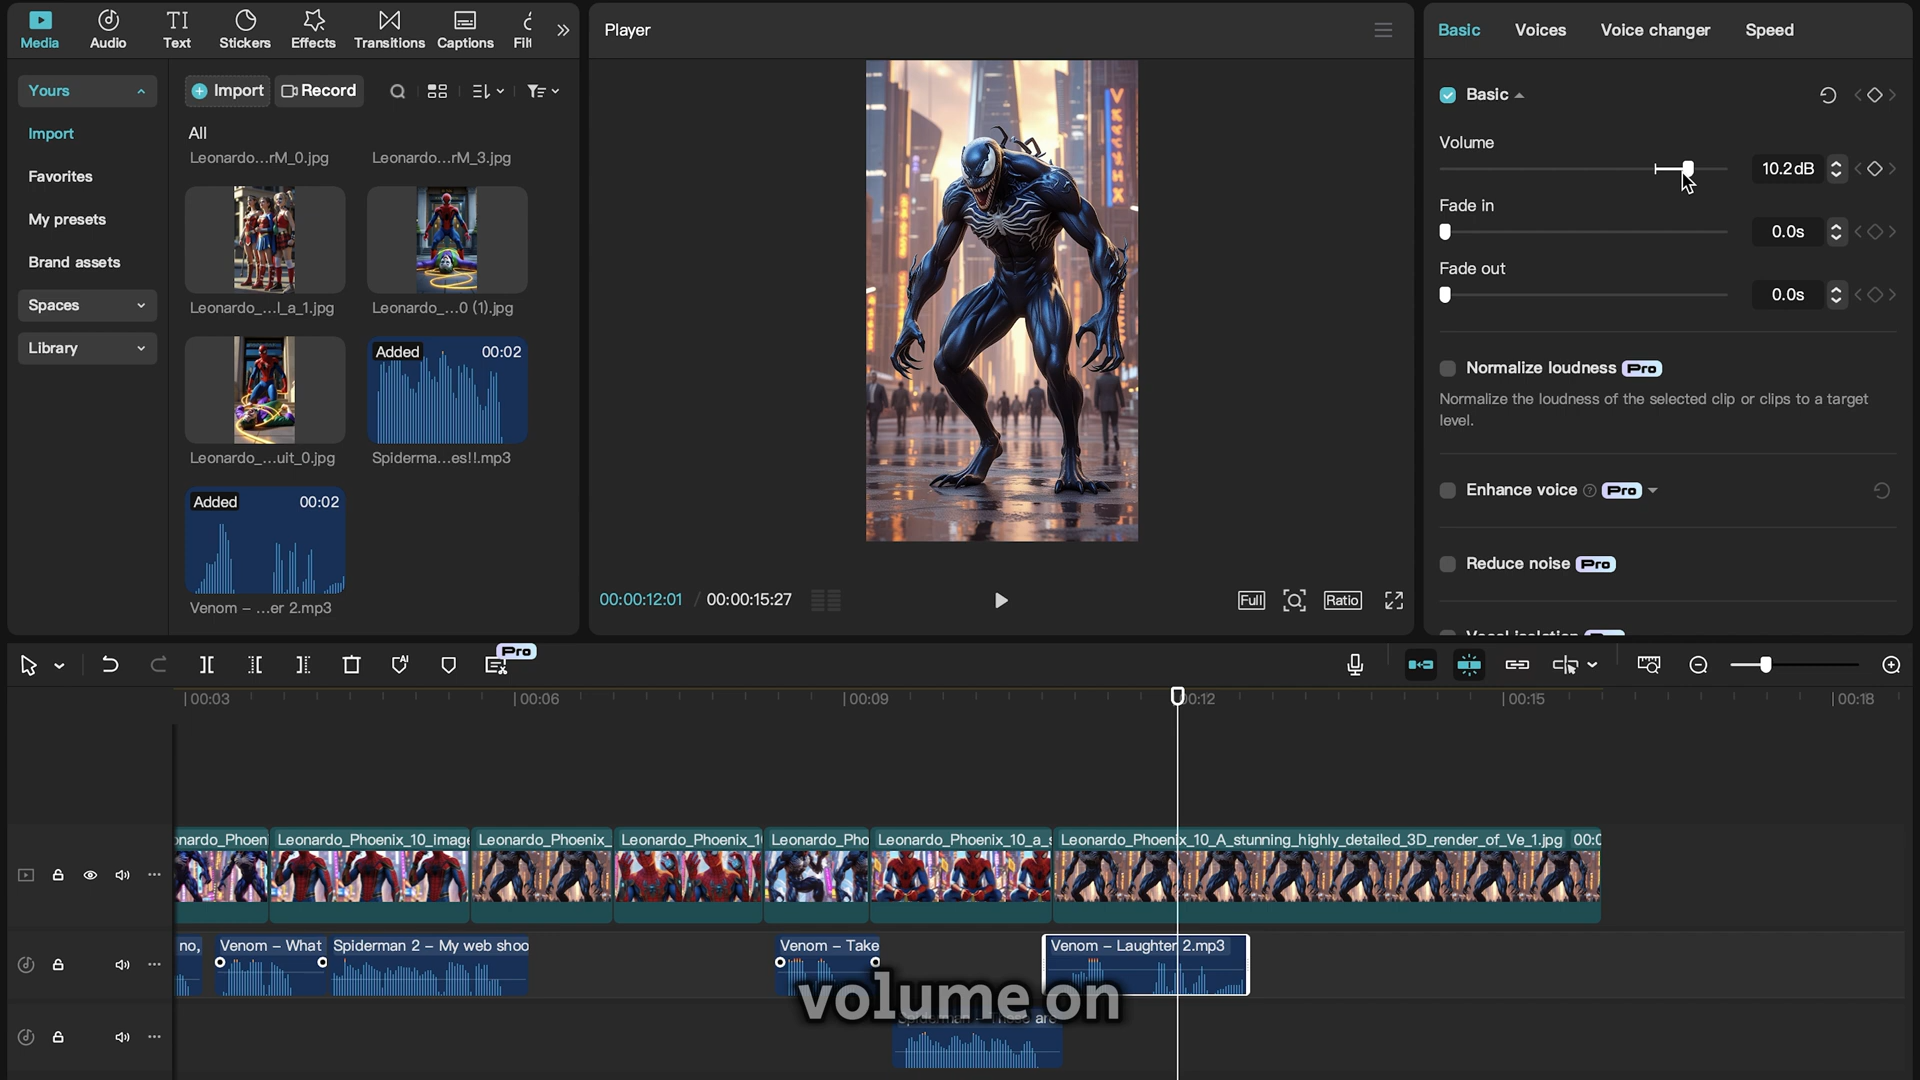 Media
Audio
Text
Stickers
Effects
Transitions
Captions
Filt
Player
Basic
Voices
Voice changer
Speed
Yours
Import
Favorites
My presets
Brand assets
Spaces
Library
Import
Record
All
Leonardo...rM_0.jpg
Leonardo...rM_3.jpg
Leonardo_...l_a_1.jpg
Leonardo_...0 (1).jpg
Leonardo_...uit_0.jpg
Added 00:02
Spiderma...es!!.mp3
Added 00:02
Venom – ...er 2.mp3
00:00:12:01 / 00:00:15:27
Full
Ratio
Basic
Volume
10.2dB
Fade in
0.0s
Fade out
0.0s
Normalize loudness Pro
Normalize the loudness of the selected clip or clips to a target
level.
Enhance voice Pro
Reduce noise Pro
Pro
00:03
00:06
00:09
00:12
00:15
00:18
onardo_Phoen
Leonardo_Phoenix_10_image
Leonardo_Phoenix_
Leonardo_Phoenix_1
Leonardo_Pho
Leonardo_Phoenix_10_a_s
Leonardo_Phoenix_10_A_stunning_highly_detailed_3D_render_of_Ve_1.jpg 00:0
no,
Venom – What
Spiderman 2 – My web shoo
Venom – Take
Venom – Laughter 2.mp3
volume on
Spiderman – These are